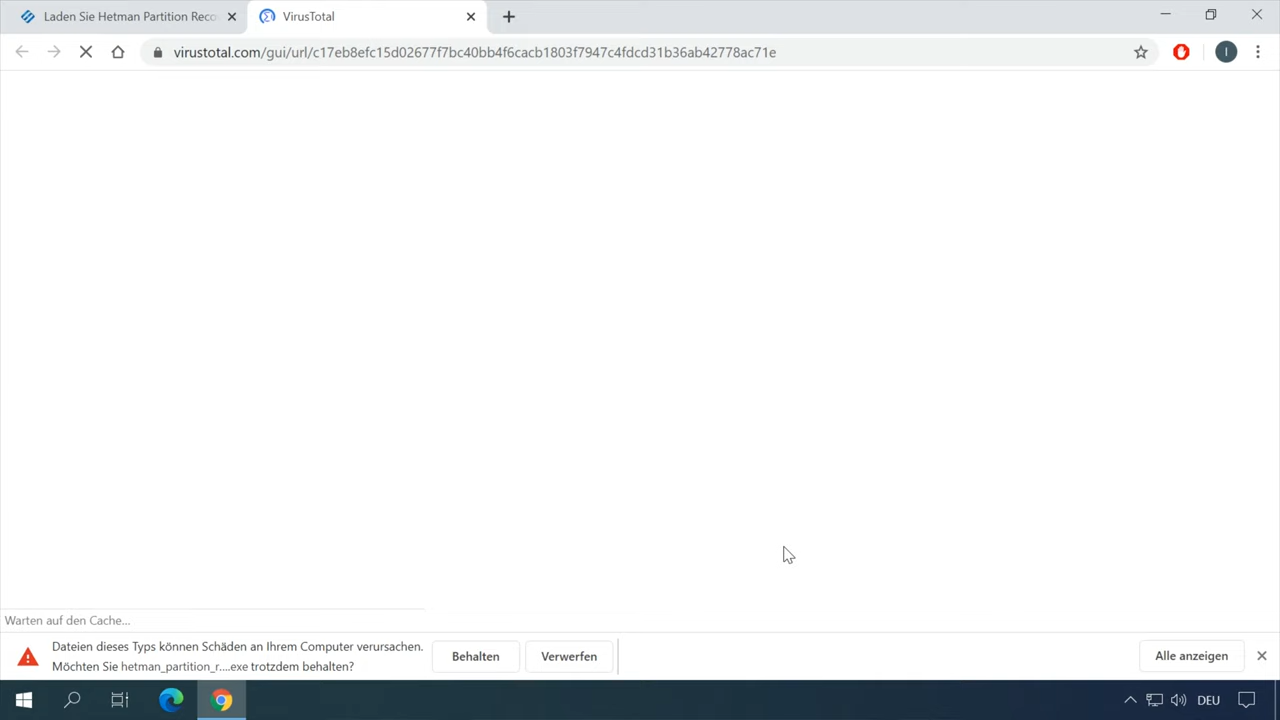 Laden Sie Hetman Partition Reco
VirusTotal
virustotal.com/gui/url/c17eb8efc15d02677f7bc40bb4f6cacb1803f7947c4fdcd31b36ab42778ac71e
I
Warten auf den Cache...
Dateien dieses Typs können Schäden an Ihrem Computer verursachen.
Möchten Sie hetman_partition_r....exe trotzdem behalten?
Behalten
Verwerfen
Alle anzeigen
DEU